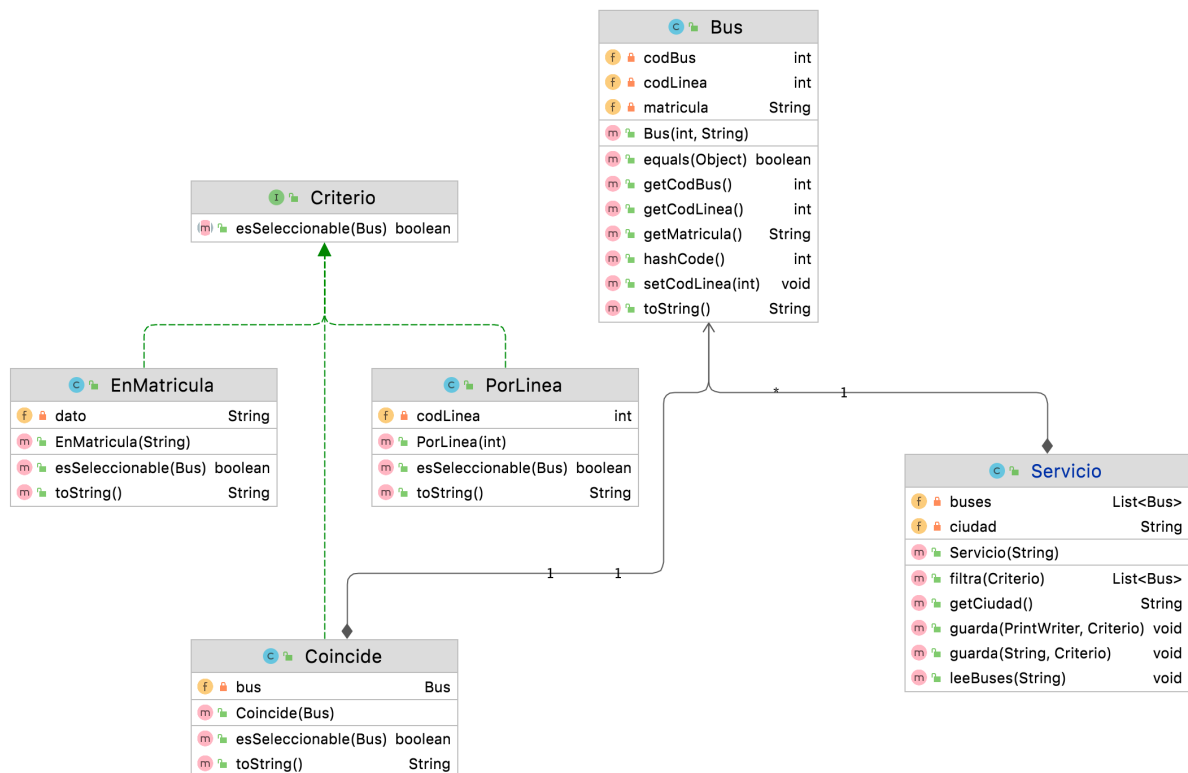 Bus
codBus int
codLinea int
matricula String
Bus(int, String)
equals(Object) boolean
getCodBus() int
getCodLinea() int
getMatricula() String
hashCode() int
setCodLinea(int) void
toString() String
Criterio
esSeleccionable(Bus) boolean
EnMatricula
dato String
EnMatricula(String)
esSeleccionable(Bus) boolean
toString() String
PorLinea
codLinea int
PorLinea(int)
esSeleccionable(Bus) boolean
toString() String
* 1
Servicio
buses List<Bus>
ciudad String
Servicio(String)
filtra(Criterio) List<Bus>
getCiudad() String
guarda(PrintWriter, Criterio) void
guarda(String, Criterio) void
leeBuses(String) void
1 1
Coincide
bus Bus
Coincide(Bus)
esSeleccionable(Bus) boolean
toString() String